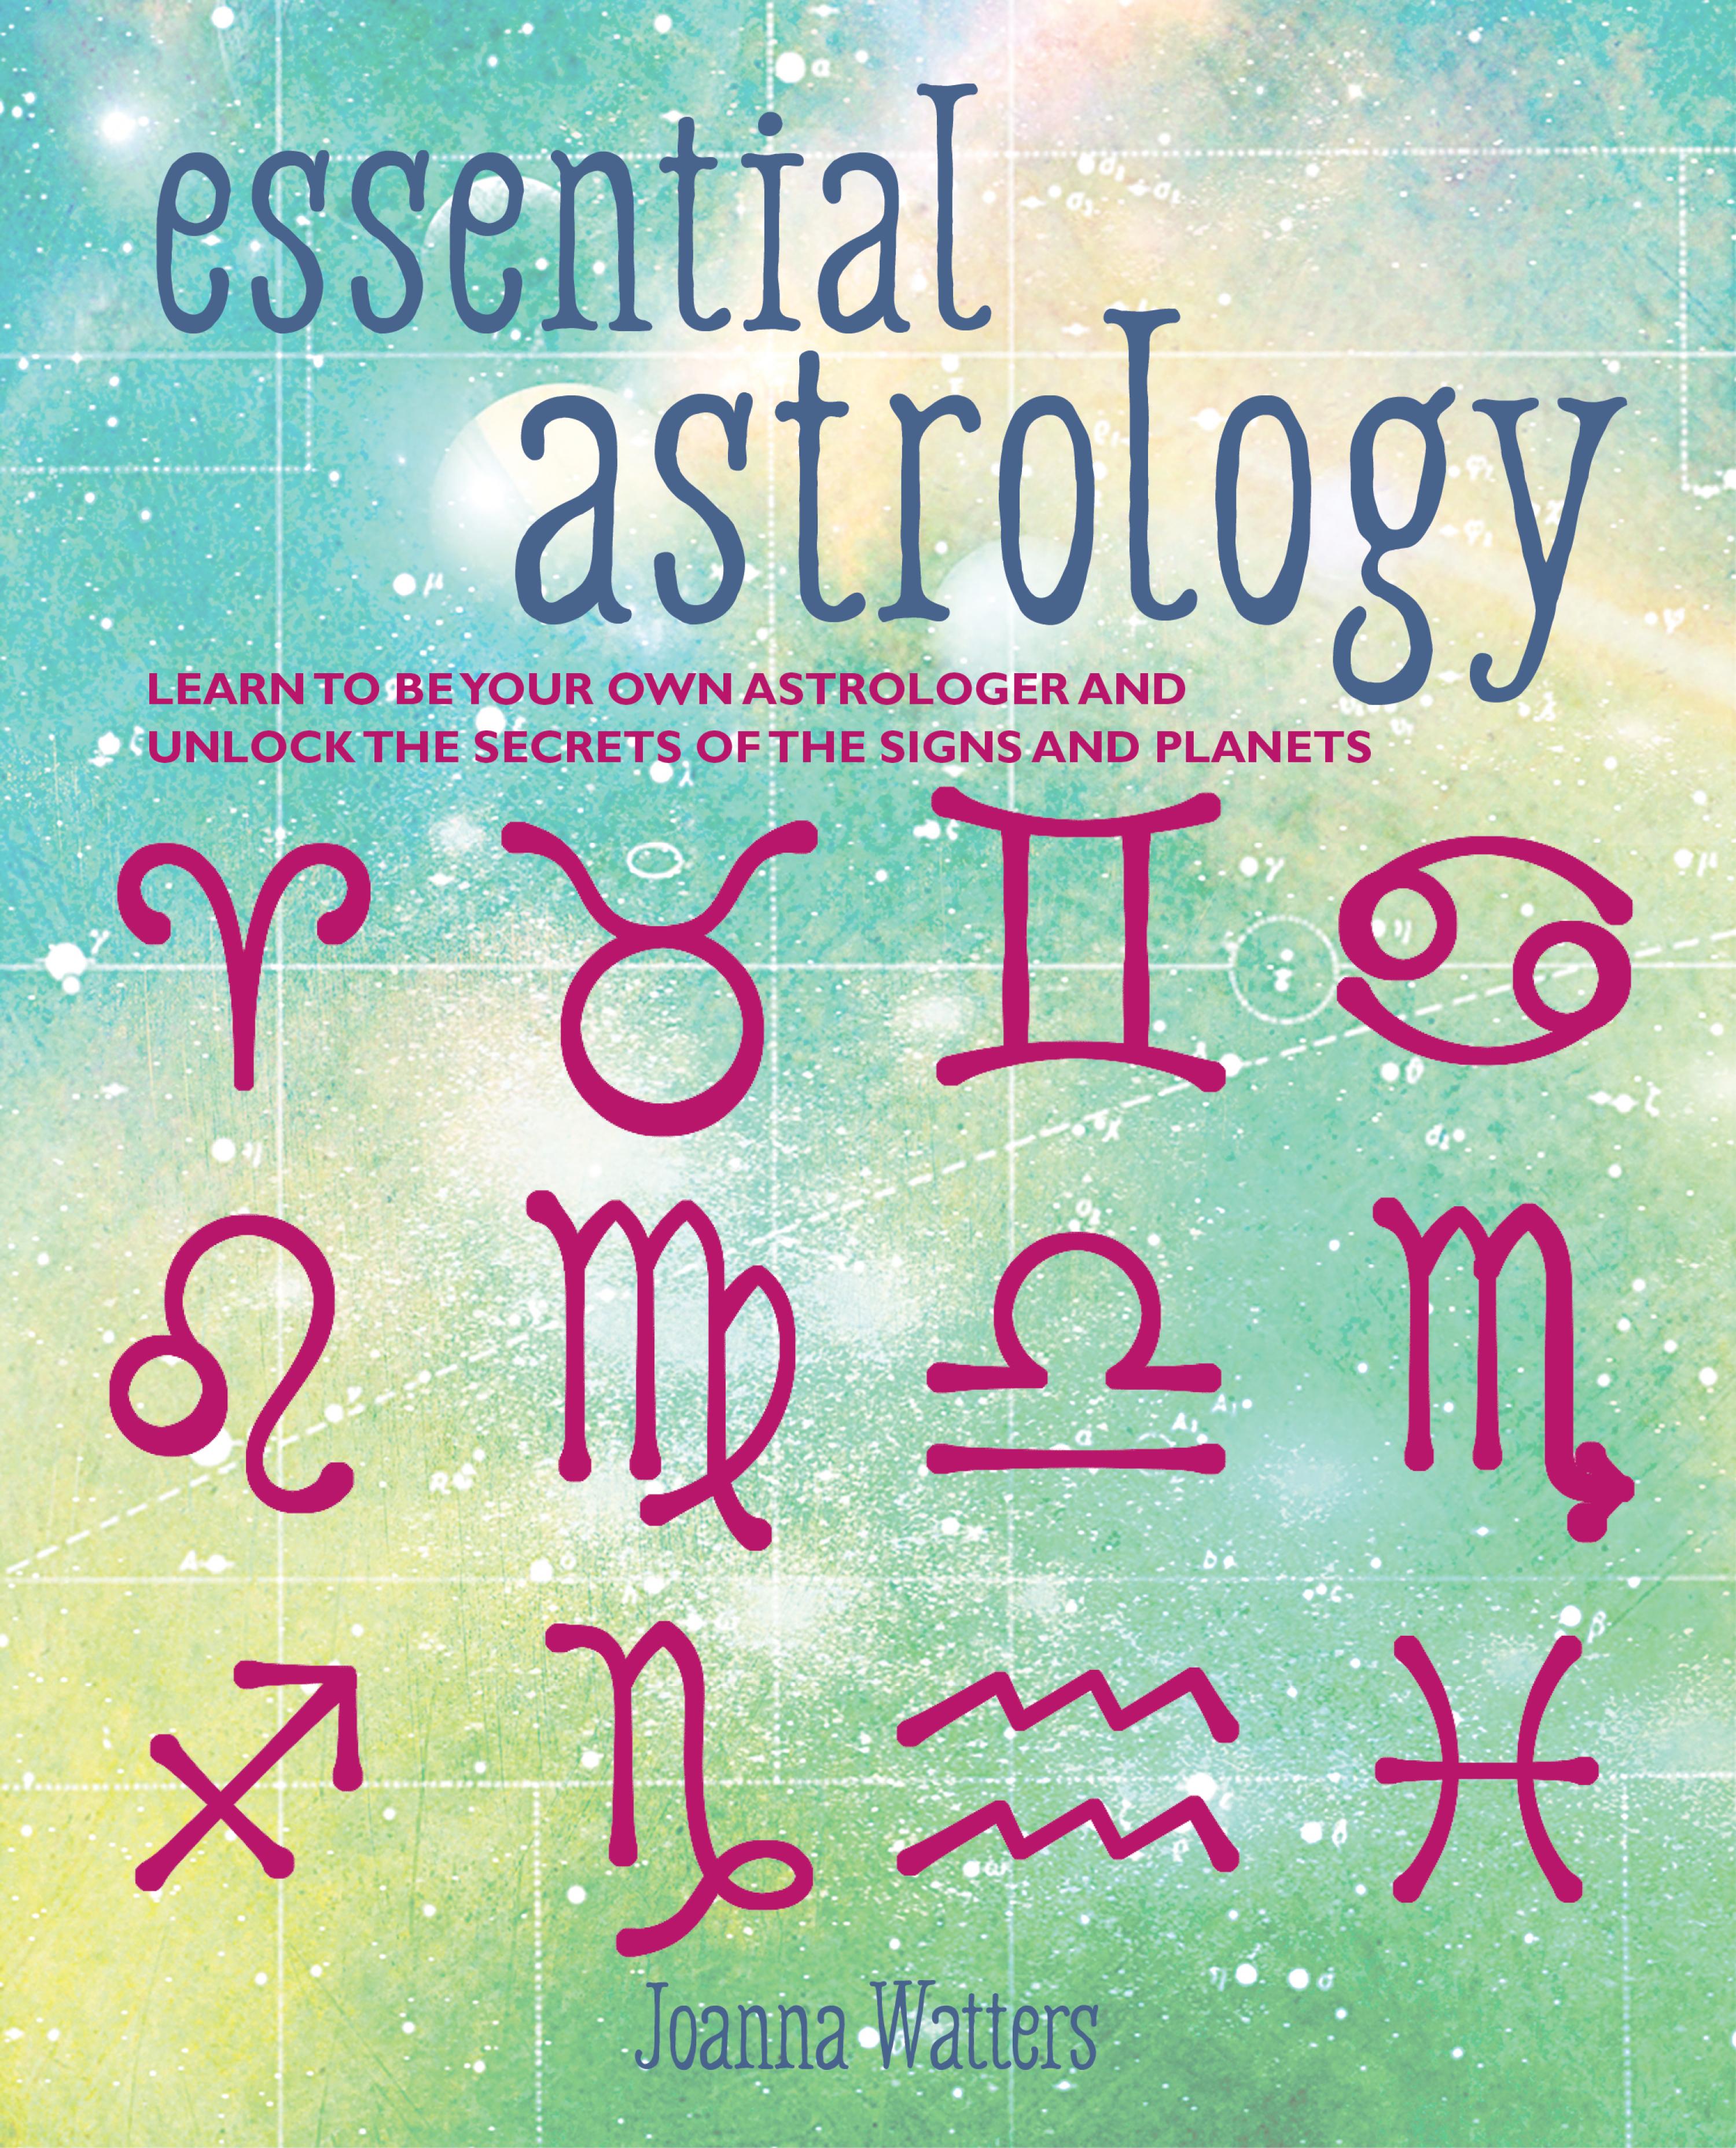 essential
astrology
LEARN TO BE YOUR OWN ASTROLOGER AND
UNLOCK THE SECRETS OF THE SIGNS AND PLANETS
♈ ♉ ♊ ♋
♌ ♍ ♎ ♏
♐ ♑ ♒ ♓
Joanna Watters